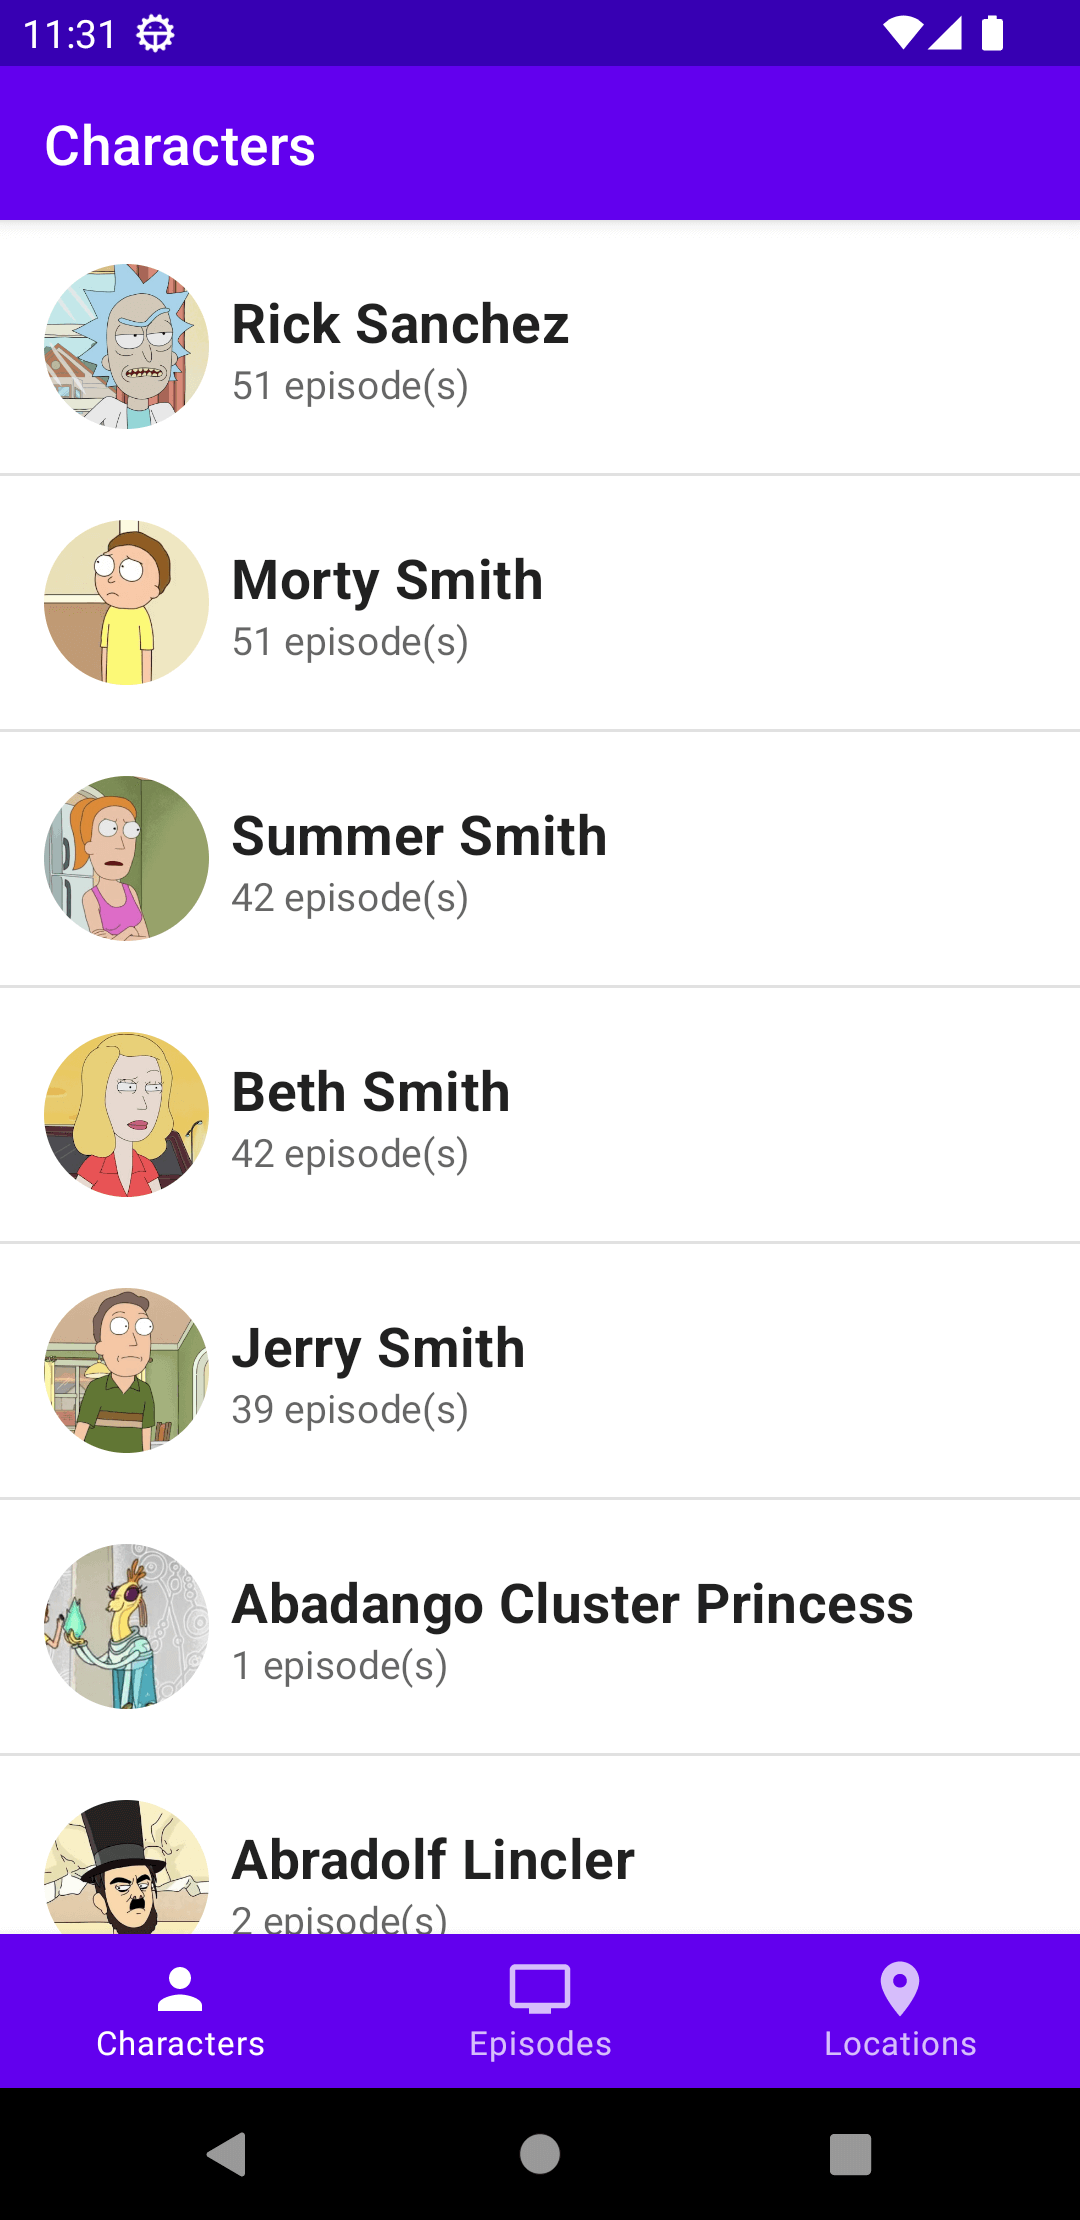 11:31
Characters
Rick Sanchez
51 episode(s)
Morty Smith
51 episode(s)
Summer Smith
42 episode(s)
Beth Smith
42 episode(s)
Jerry Smith
39 episode(s)
Abadango Cluster Princess
1 episode(s)
Abradolf Lincler
2 episode(s)
Characters
Episodes
Locations